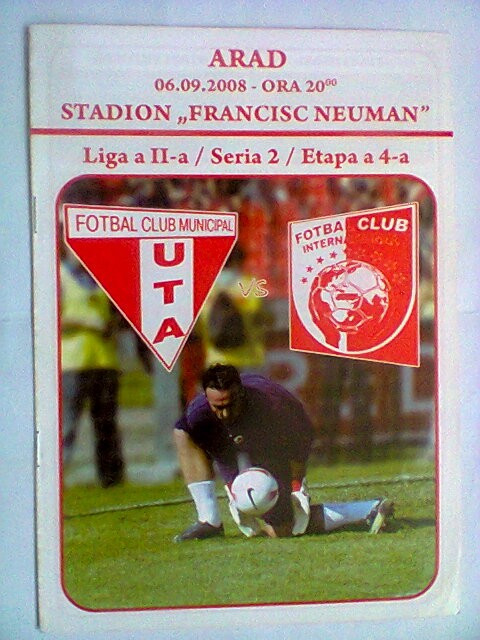 ARAD
06.09.2008 - ORA 20⁰⁰
STADION „FRANCISC NEUMAN”
Liga a II-a / Seria 2 / Etapa a 4-a
FOTBAL CLUB MUNICIPAL
UTA
vs
FOTBA CLUB
INTERNA